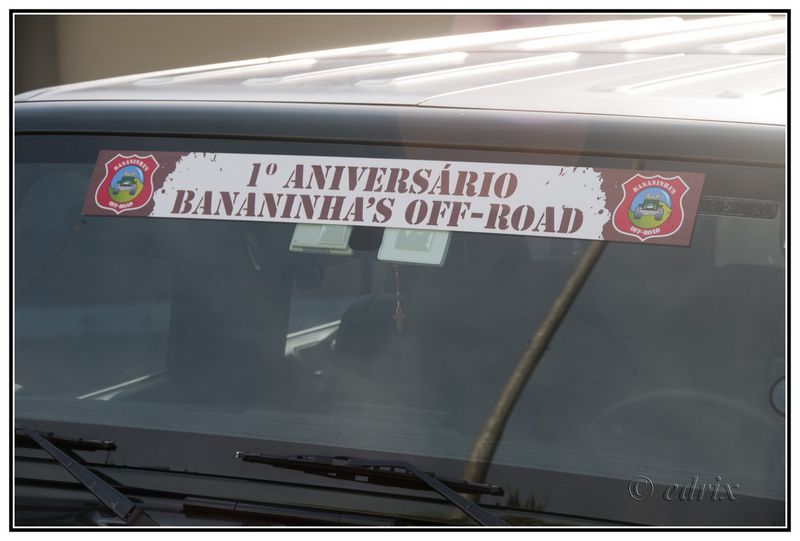 BANANINHA'S
OFF-ROAD
1º ANIVERSÁRIO
BANANINHA'S OFF-ROAD
BANANINHA'S
OFF-ROAD
© edrix